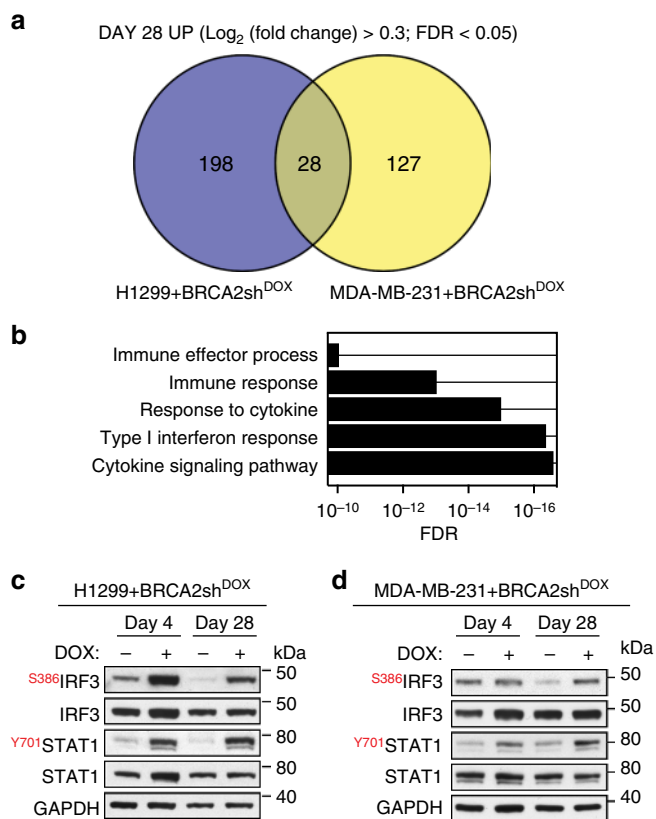 a
DAY 28 UP (Log₂ (fold change) > 0.3; FDR < 0.05)
198 28 127
H1299+BRCA2shᴰᴼˣ MDA-MB-231+BRCA2shᴰᴼˣ
b
Immune effector process
Immune response
Response to cytokine
Type I interferon response
Cytokine signaling pathway
10⁻¹⁰ 10⁻¹² 10⁻¹⁴ 10⁻¹⁶
FDR
c
H1299+BRCA2shᴰᴼˣ
Day 4 Day 28
DOX: – + – + kDa
S386IRF3 50
IRF3 50
Y701STAT1 80
STAT1 80
GAPDH 40
d
MDA-MB-231+BRCA2shᴰᴼˣ
Day 4 Day 28
DOX: – + – + kDa
S386IRF3 50
IRF3 50
Y701STAT1 80
STAT1 80
GAPDH 40